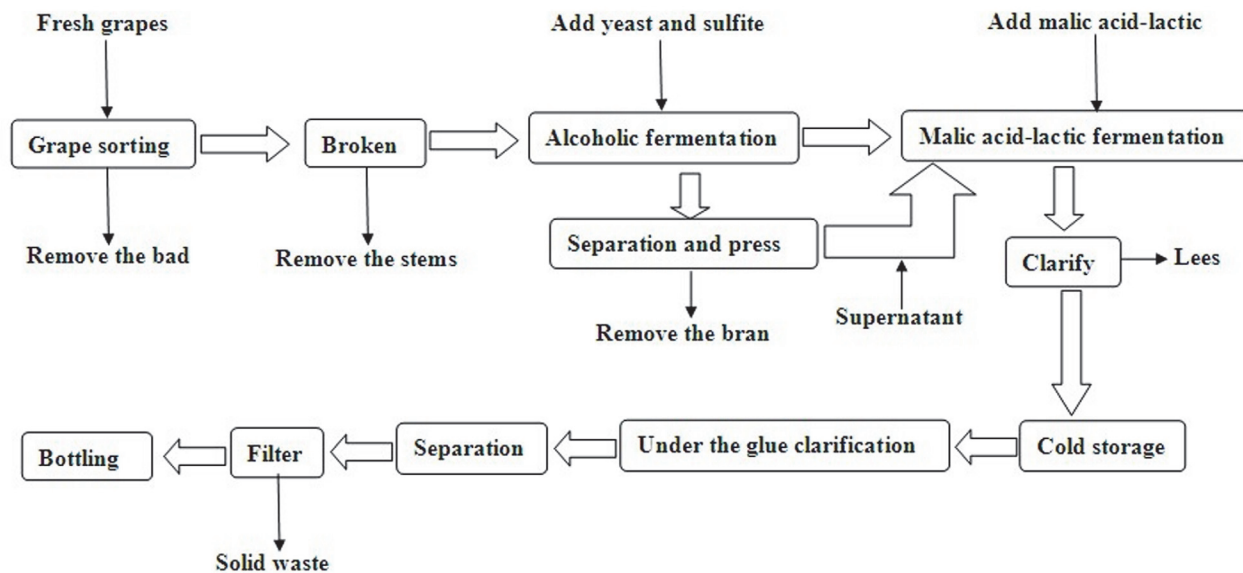 Fresh grapes
Add yeast and sulfite
Add malic acid-lactic
Grape sorting
Broken
Alcoholic fermentation
Malic acid-lactic fermentation
Remove the bad
Remove the stems
Separation and press
Clarify
Lees
Remove the bran
Supernatant
Bottling
Filter
Separation
Under the glue clarification
Cold storage
Solid waste